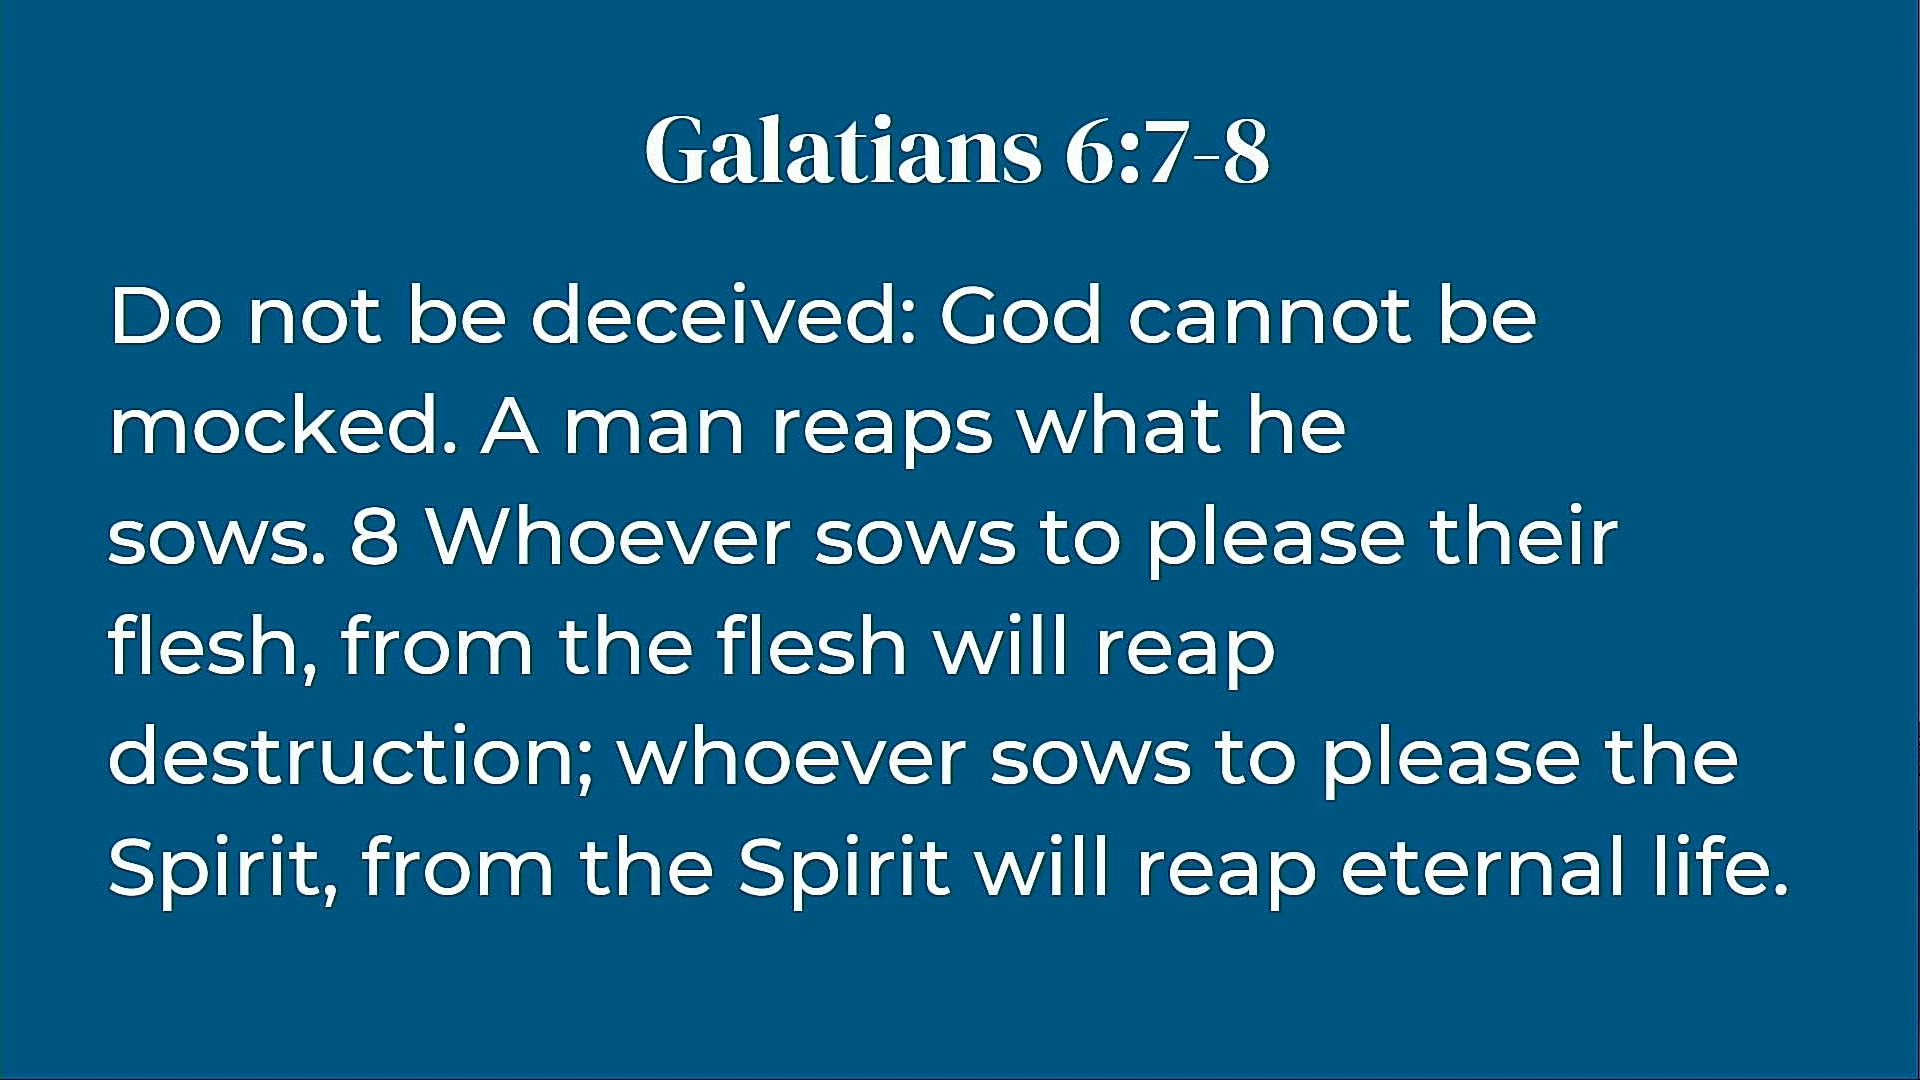 Galatians 6:7-8
Do not be deceived: God cannot be
mocked. A man reaps what he
sows. 8 Whoever sows to please their
flesh, from the flesh will reap
destruction; whoever sows to please the
Spirit, from the Spirit will reap eternal life.